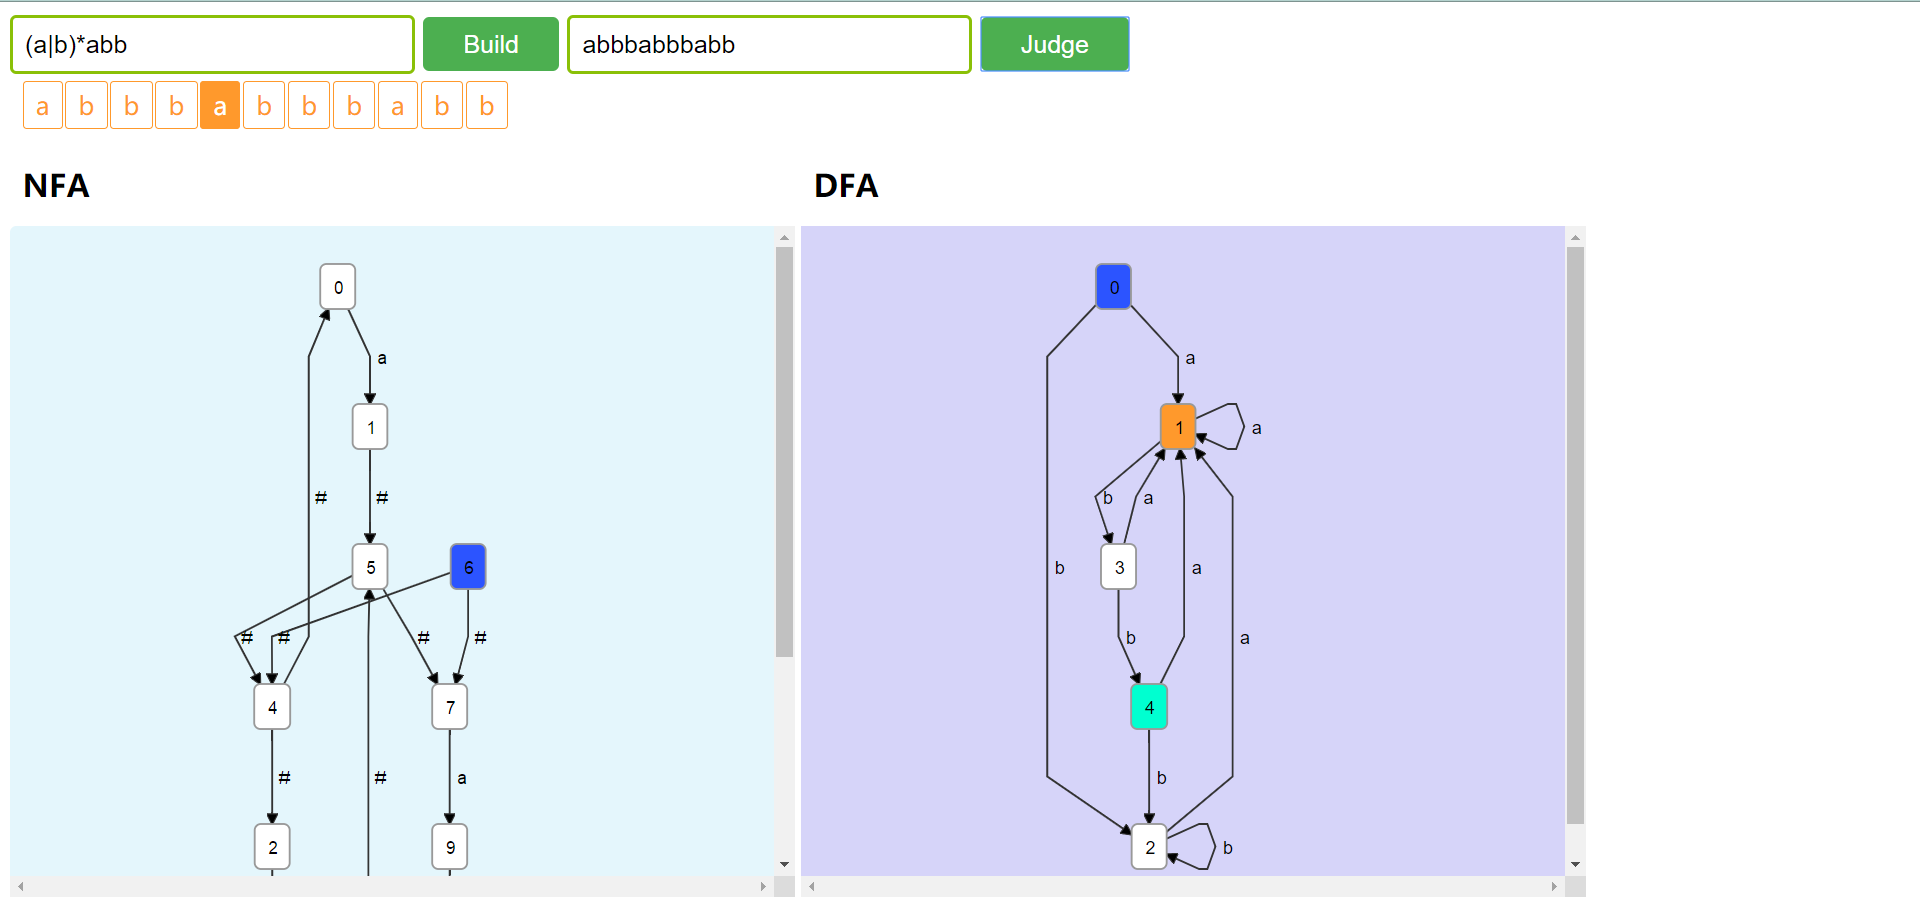 (a|b)*abb Build abbbabbbabb Judge
a b b b a b b b a b b
NFA DFA
0 0
a a
1 1 a
# # b a
5 6 3 b a
# # # # b a
4 7 4
# # a b
2 9 2 b